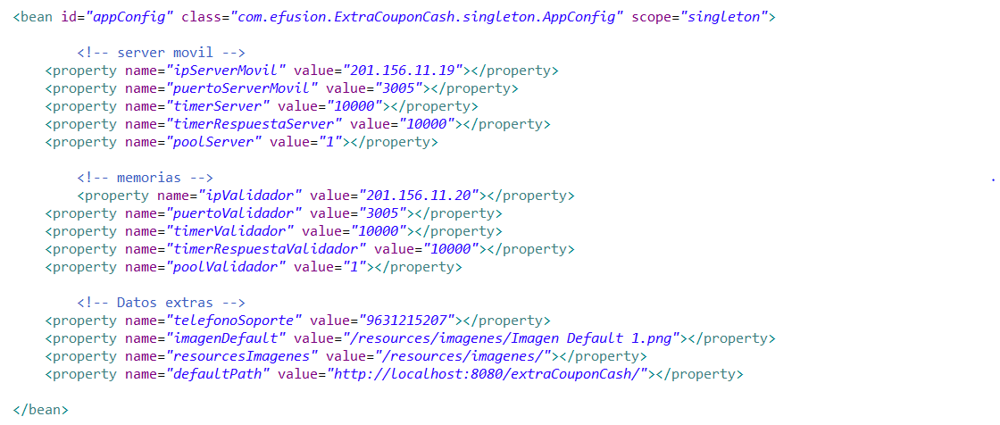 <bean id="appConfig" class="com.efusion.ExtraCouponCash.singleton.AppConfig" scope="singleton">
<!-- server movil -->
<property name="ipServerMovil" value="201.156.11.19"></property>
<property name="puertoServerMovil" value="3005"></property>
<property name="timerServer" value="10000"></property>
<property name="timerRespuestaServer" value="10000"></property>
<property name="poolServer" value="1"></property>
<!-- memorias -->
<property name="ipValidador" value="201.156.11.20"></property>
<property name="puertoValidador" value="3005"></property>
<property name="timerValidador" value="10000"></property>
<property name="timerRespuestaValidador" value="10000"></property>
<property name="poolValidador" value="1"></property>
<!-- Datos extras -->
<property name="telefonoSoporte" value="9631215207"></property>
<property name="imagenDefault" value="/resources/imagenes/Imagen Default 1.png"></property>
<property name="resourcesImagenes" value="/resources/imagenes/"></property>
<property name="defaultPath" value="http://localhost:8080/extraCouponCash/"></property>
</bean>